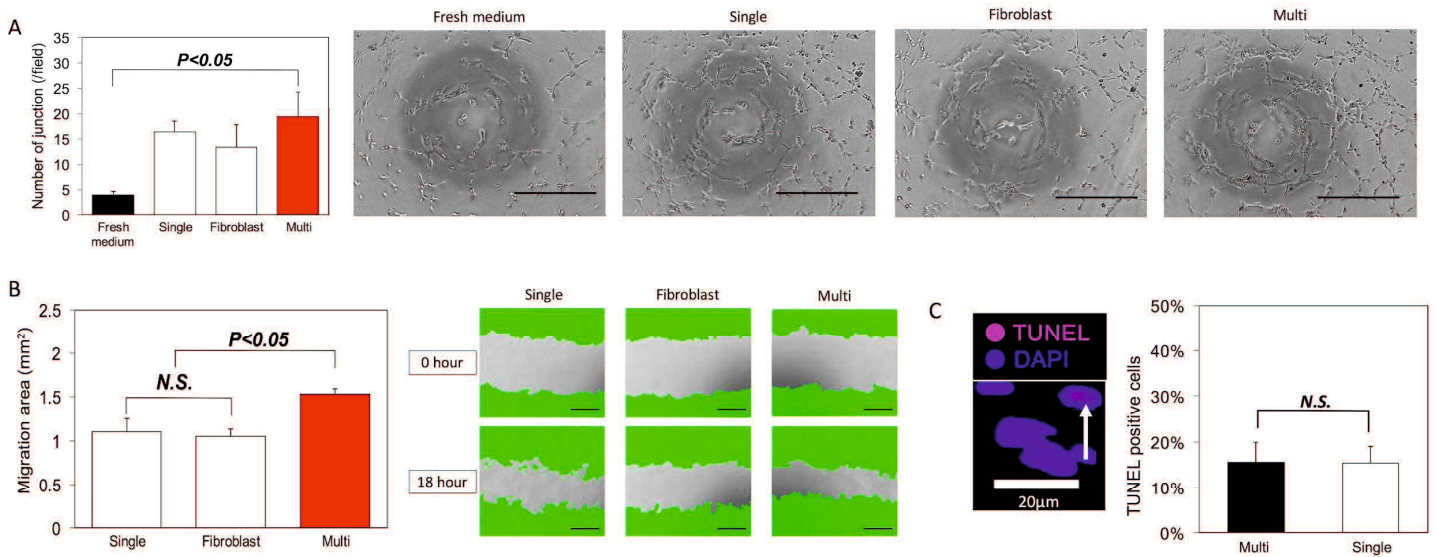 A
Number of junction (/field)
35
30
25
20
15
10
5
0
P<0.05
Fresh medium
Single
Fibroblast
Multi
Fresh medium
Single
Fibroblast
Multi
B
Migration area (mm²)
2.5
2
1.5
1
0.5
0
N.S.
P<0.05
Single
Fibroblast
Multi
Single
Fibroblast
Multi
0 hour
18 hour
C
TUNEL
DAPI
20μm
TUNEL positive cells
50%
40%
30%
20%
10%
0%
N.S.
Multi
Single